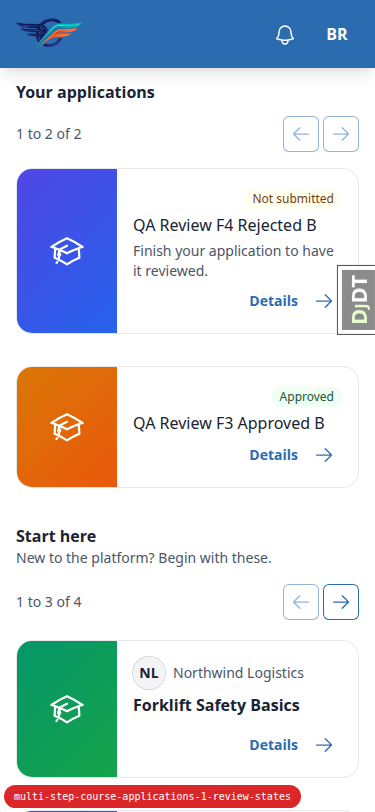 BR
Your applications
1 to 2 of 2
Not submitted
QA Review F4 Rejected B
Finish your application to have
it reviewed.
Details
DjDT
Approved
QA Review F3 Approved B
Details
Start here
New to the platform? Begin with these.
1 to 3 of 4
NL Northwind Logistics
Forklift Safety Basics
Details
multi-step-course-applications-1-review-states